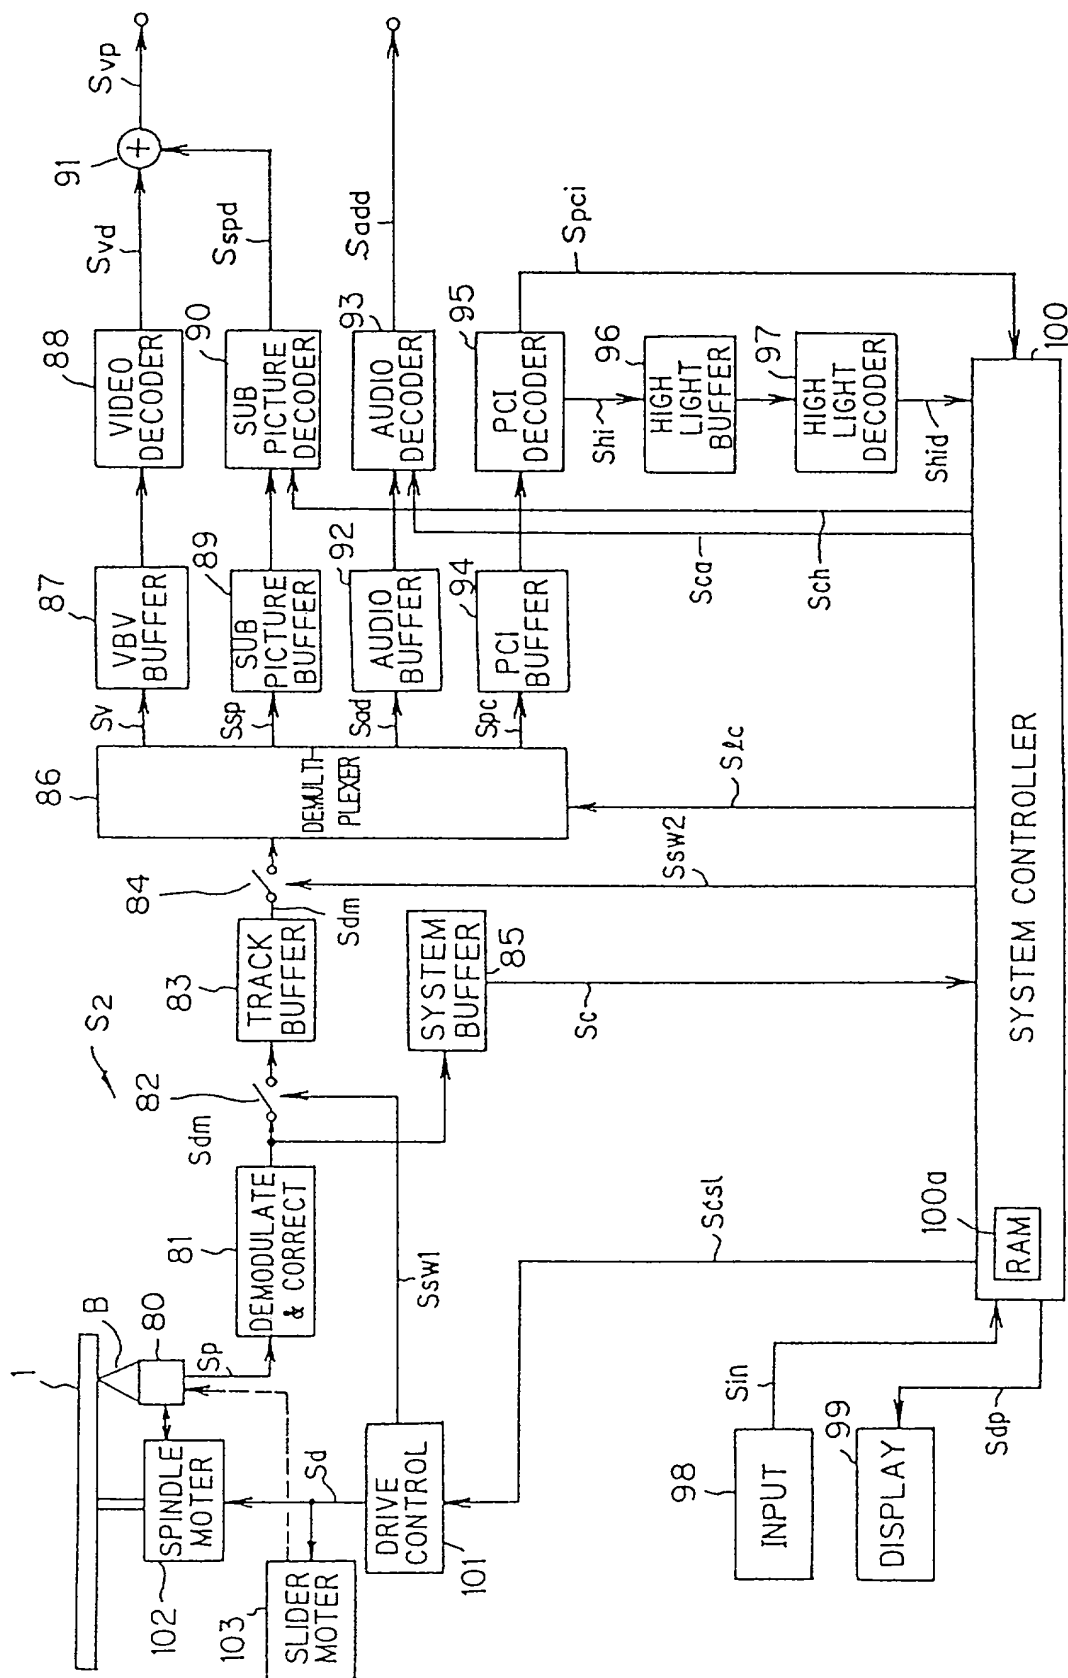 1
B
80
SPINDLE
MOTER
102
SLIDER
MOTER
103
Sd
DRIVE
CONTROL
101
Sp
DEMODULATE
& CORRECT
81
Sdm
82
S2
TRACK
BUFFER
83
Sdm
84
SYSTEM
BUFFER
85
Ssw1
Sc
Ssw2
Slc
Scsl
DEMULTI
PLEXER
86
Sv
Ssp
Sad
Spc
VBV
BUFFER
87
SUB
PICTURE
BUFFER
89
AUDIO
BUFFER
92
PCI
BUFFER
94
VIDEO
DECODER
88
SUB
PICTURE
DECODER
90
AUDIO
DECODER
93
PCI
DECODER
95
Svd
Sspd
+
91
Svp
Sadd
Spci
Shi
HIGH
LIGHT
BUFFER
96
HIGH
LIGHT
DECODER
97
Shid
Sca
Sch
INPUT
98
Sin
DISPLAY
99
Sdp
RAM
100a
SYSTEM CONTROLLER
100